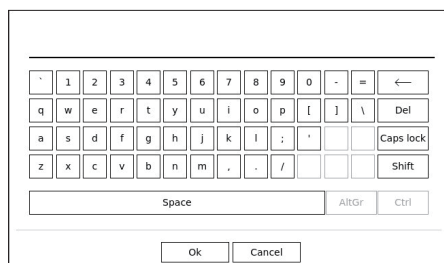 ` 1 2 3 4 5 6 7 8 9 0 - = ←
q w e r t y u i o p [ ] \ Del
a s d f g h j k l ; ' Caps lock
z x c v b n m , . / Shift
Space AltGr Ctrl
Ok Cancel